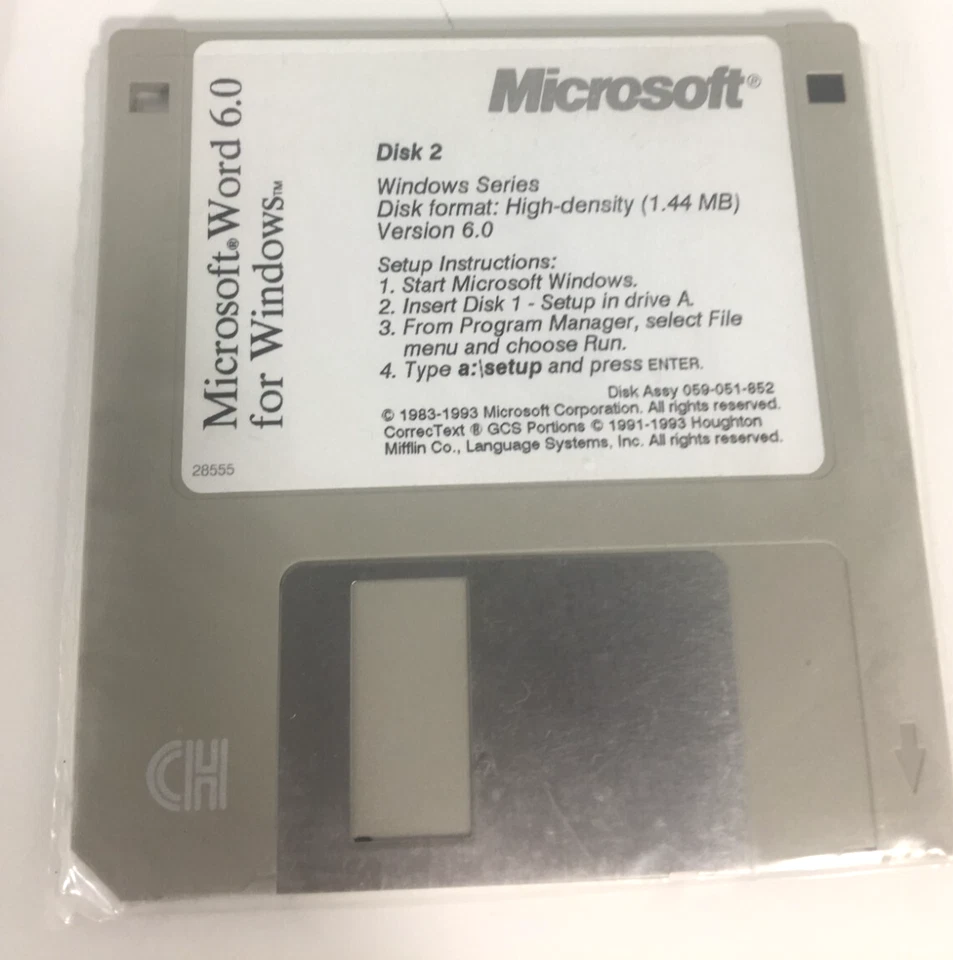 Microsoft® Word 6.0
for Windows™
Microsoft®
Disk 2
Windows Series
Disk format: High-density (1.44 MB)
Version 6.0
Setup Instructions:
1. Start Microsoft Windows.
2. Insert Disk 1 - Setup in drive A.
3. From Program Manager, select File
menu and choose Run.
4. Type a:\setup and press ENTER.
Disk Assy 059-051-852
© 1983-1993 Microsoft Corporation. All rights reserved.
CorrecText ® GCS Portions © 1991-1993 Houghton
Mifflin Co., Language Systems, Inc. All rights reserved.
28555
CH